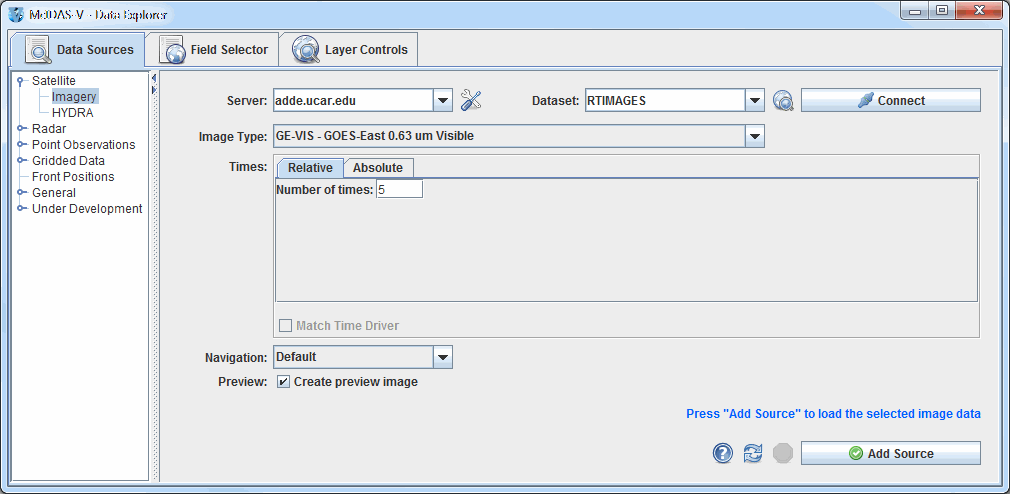 McIDAS-V - Data Explorer
Data Sources
Field Selector
Layer Controls
Satellite
Imagery
HYDRA
Radar
Point Observations
Gridded Data
Front Positions
General
Under Development
Server: adde.ucar.edu Dataset: RTIMAGES Connect
Image Type: GE-VIS - GOES-East 0.63 um Visible
Times: Relative Absolute
Number of times: 5
Match Time Driver
Navigation: Default
Preview: Create preview image
Press "Add Source" to load the selected image data
Add Source